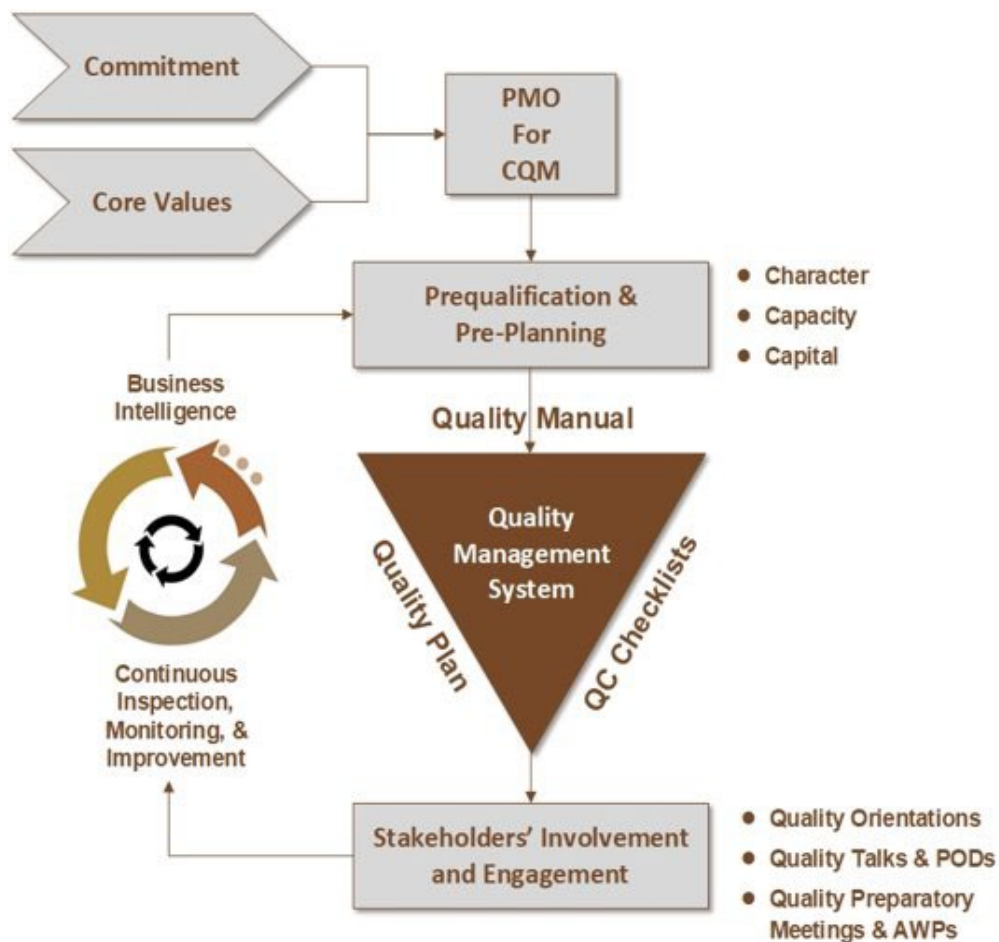 Commitment
PMO
For
CQM
Core Values
Prequalification &
Pre-Planning
● Character
● Capacity
● Capital
Business
Intelligence
Quality Manual
Quality
Management
System
Quality Plan
QC Checklists
Continuous
Inspection,
Monitoring, &
Improvement
Stakeholders’ Involvement
and Engagement
● Quality Orientations
● Quality Talks & PODs
● Quality Preparatory
Meetings & AWPs